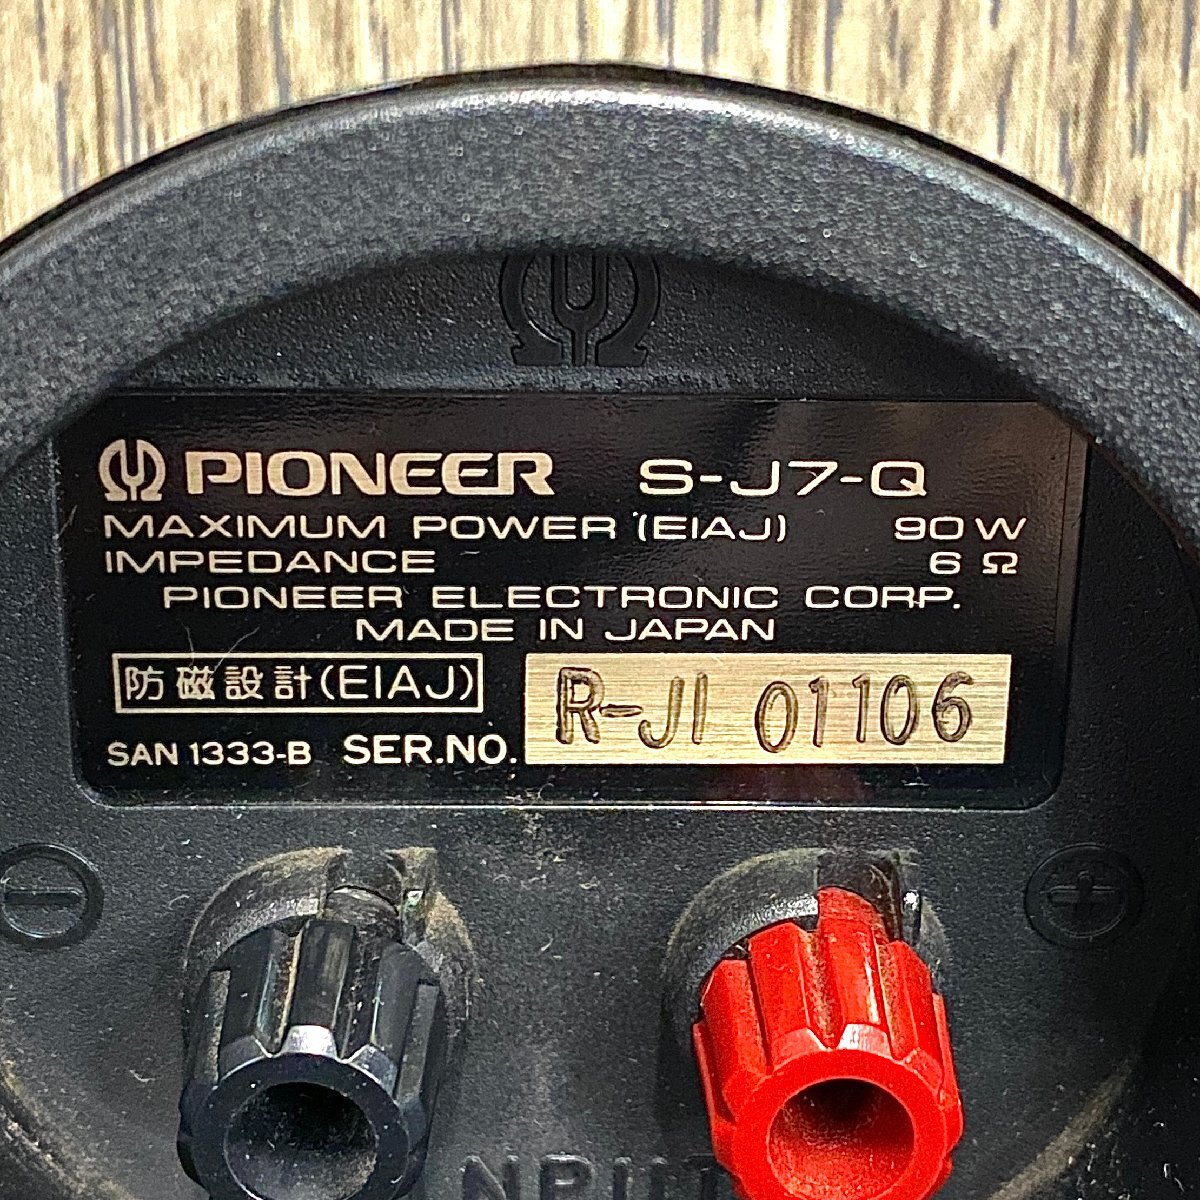 PIONEER S-J7-Q
MAXIMUM POWER (EIAJ) 90 W
IMPEDANCE 6 Ω
PIONEER ELECTRONIC CORP.
MADE IN JAPAN
防磁設計(EIAJ)
SAN 1333-B SER.NO. R-JI 01106
INPUT